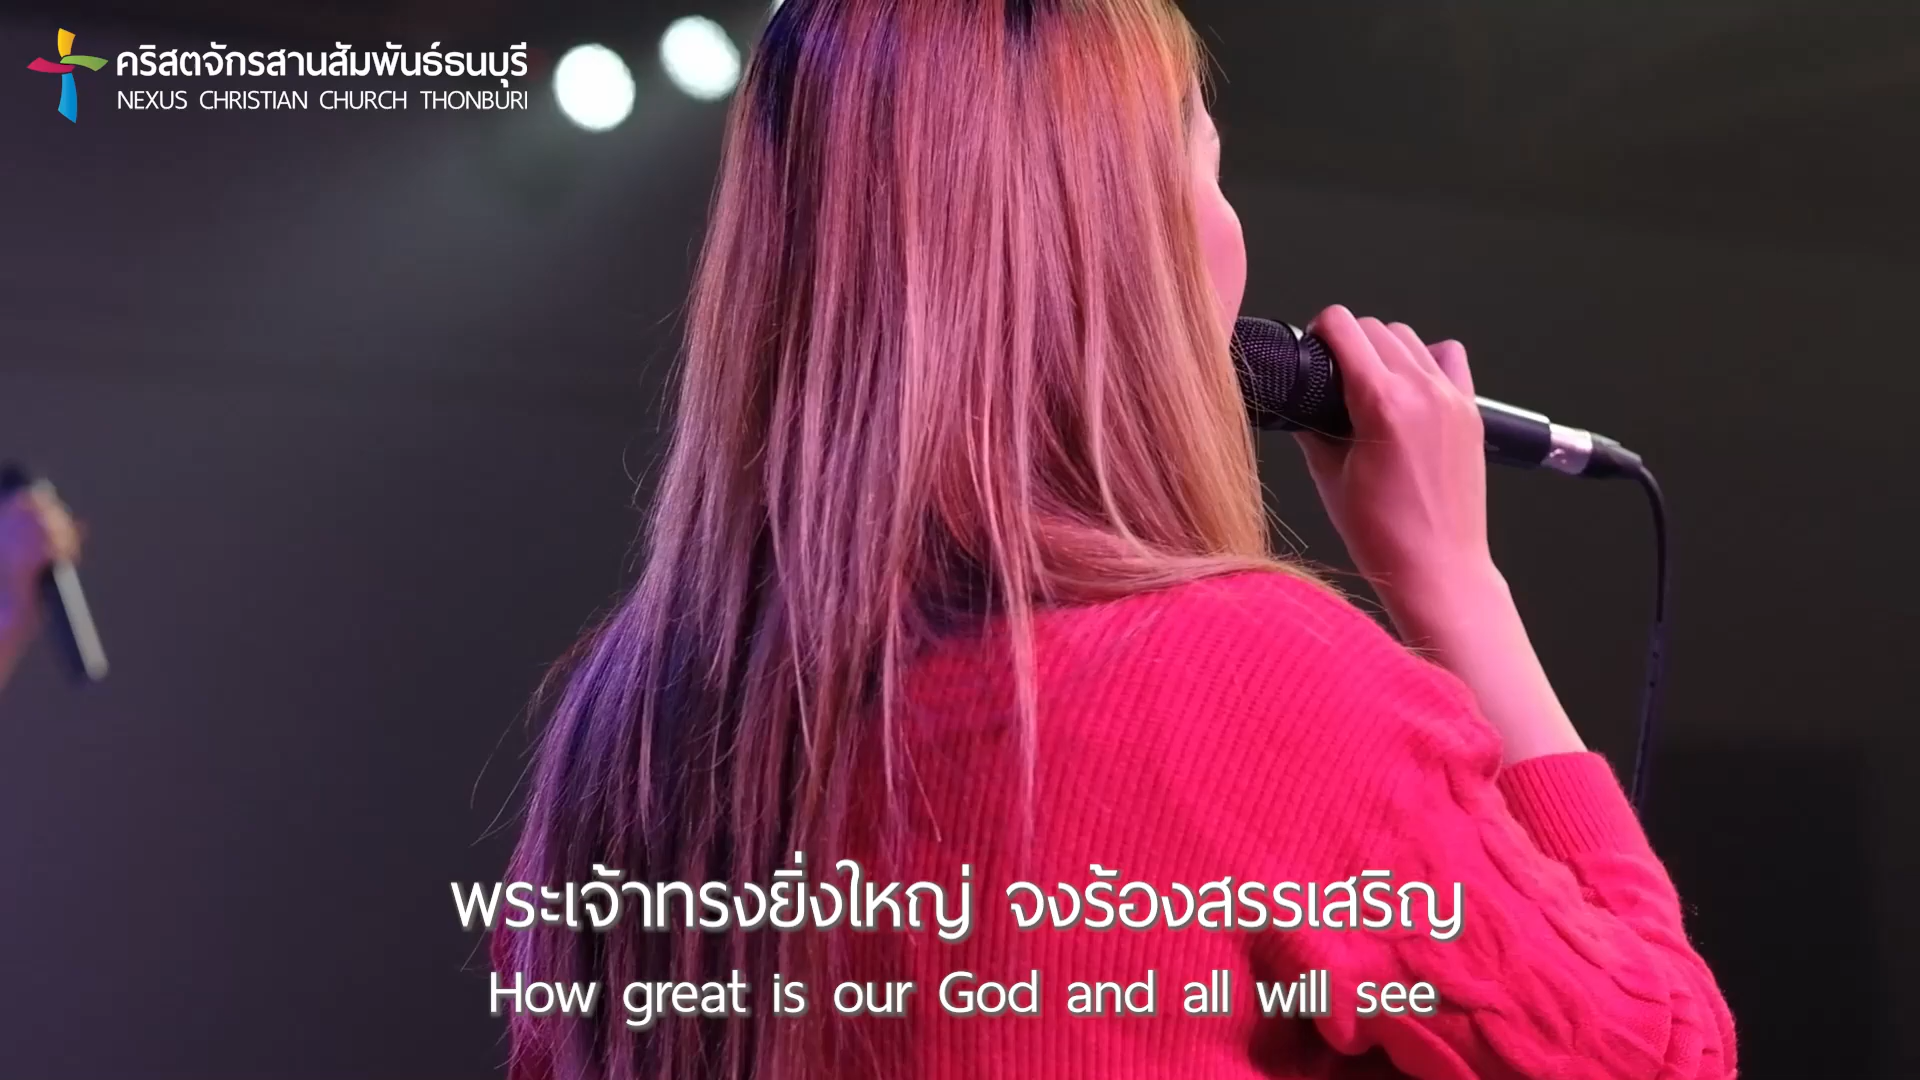 คริสตจักรสานสัมพันธ์ธนบุรี
NEXUS CHRISTIAN CHURCH THONBURI
พระเจ้าทรงยิ่งใหญ่ จงร้องสรรเสริญ
How great is our God and all will see